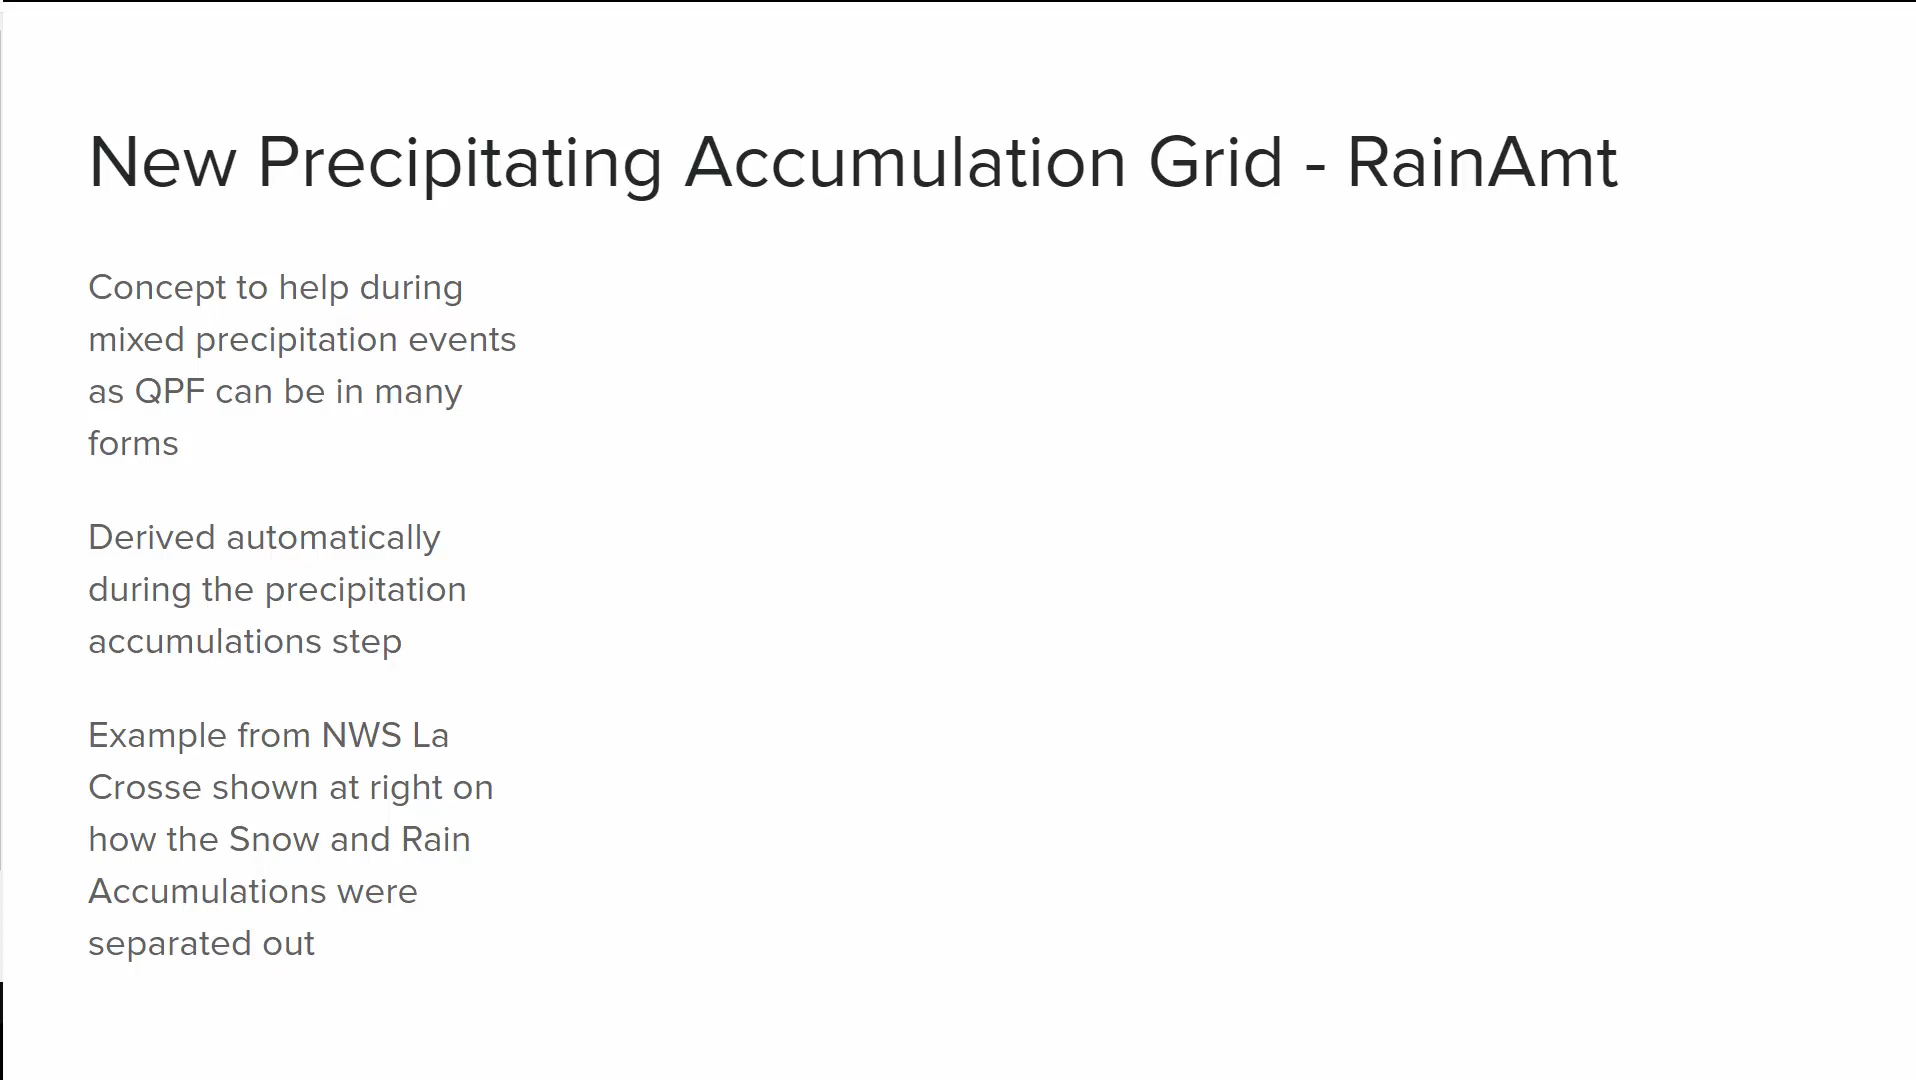 New Precipitating Accumulation Grid - RainAmt
Concept to help during
mixed precipitation events
as QPF can be in many
forms
Derived automatically
during the precipitation
accumulations step
Example from NWS La
Crosse shown at right on
how the Snow and Rain
Accumulations were
separated out